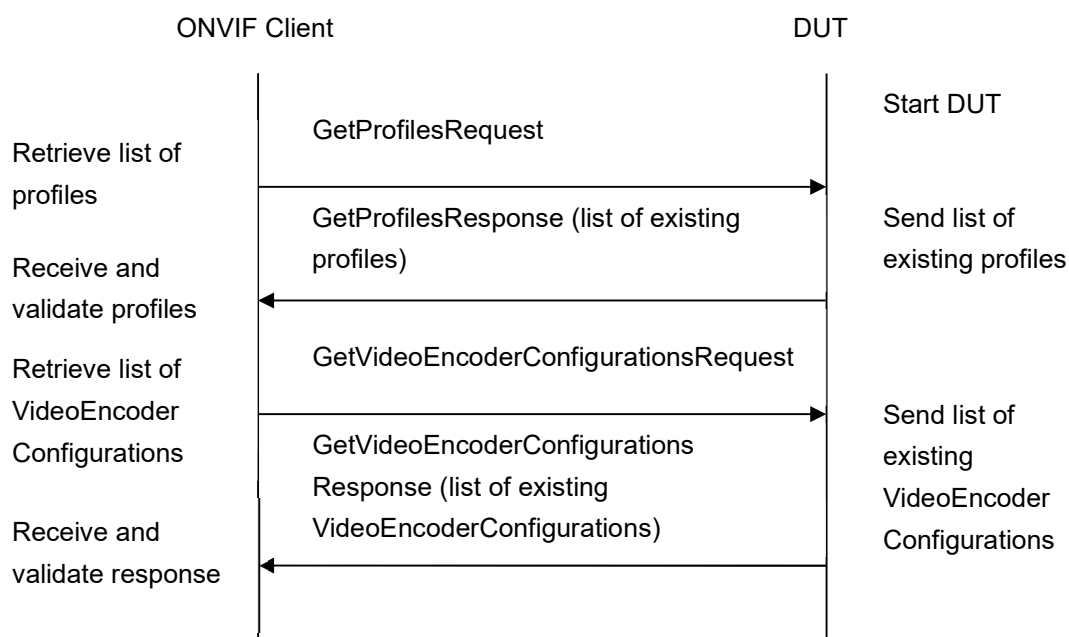 ONVIF Client
DUT
Start DUT
GetProfilesRequest
Retrieve list of
profiles
GetProfilesResponse (list of existing
profiles)
Send list of
existing profiles
Receive and
validate profiles
GetVideoEncoderConfigurationsRequest
Retrieve list of
VideoEncoder
Configurations
GetVideoEncoderConfigurations
Response (list of existing
VideoEncoderConfigurations)
Send list of
existing
VideoEncoder
Configurations
Receive and
validate response